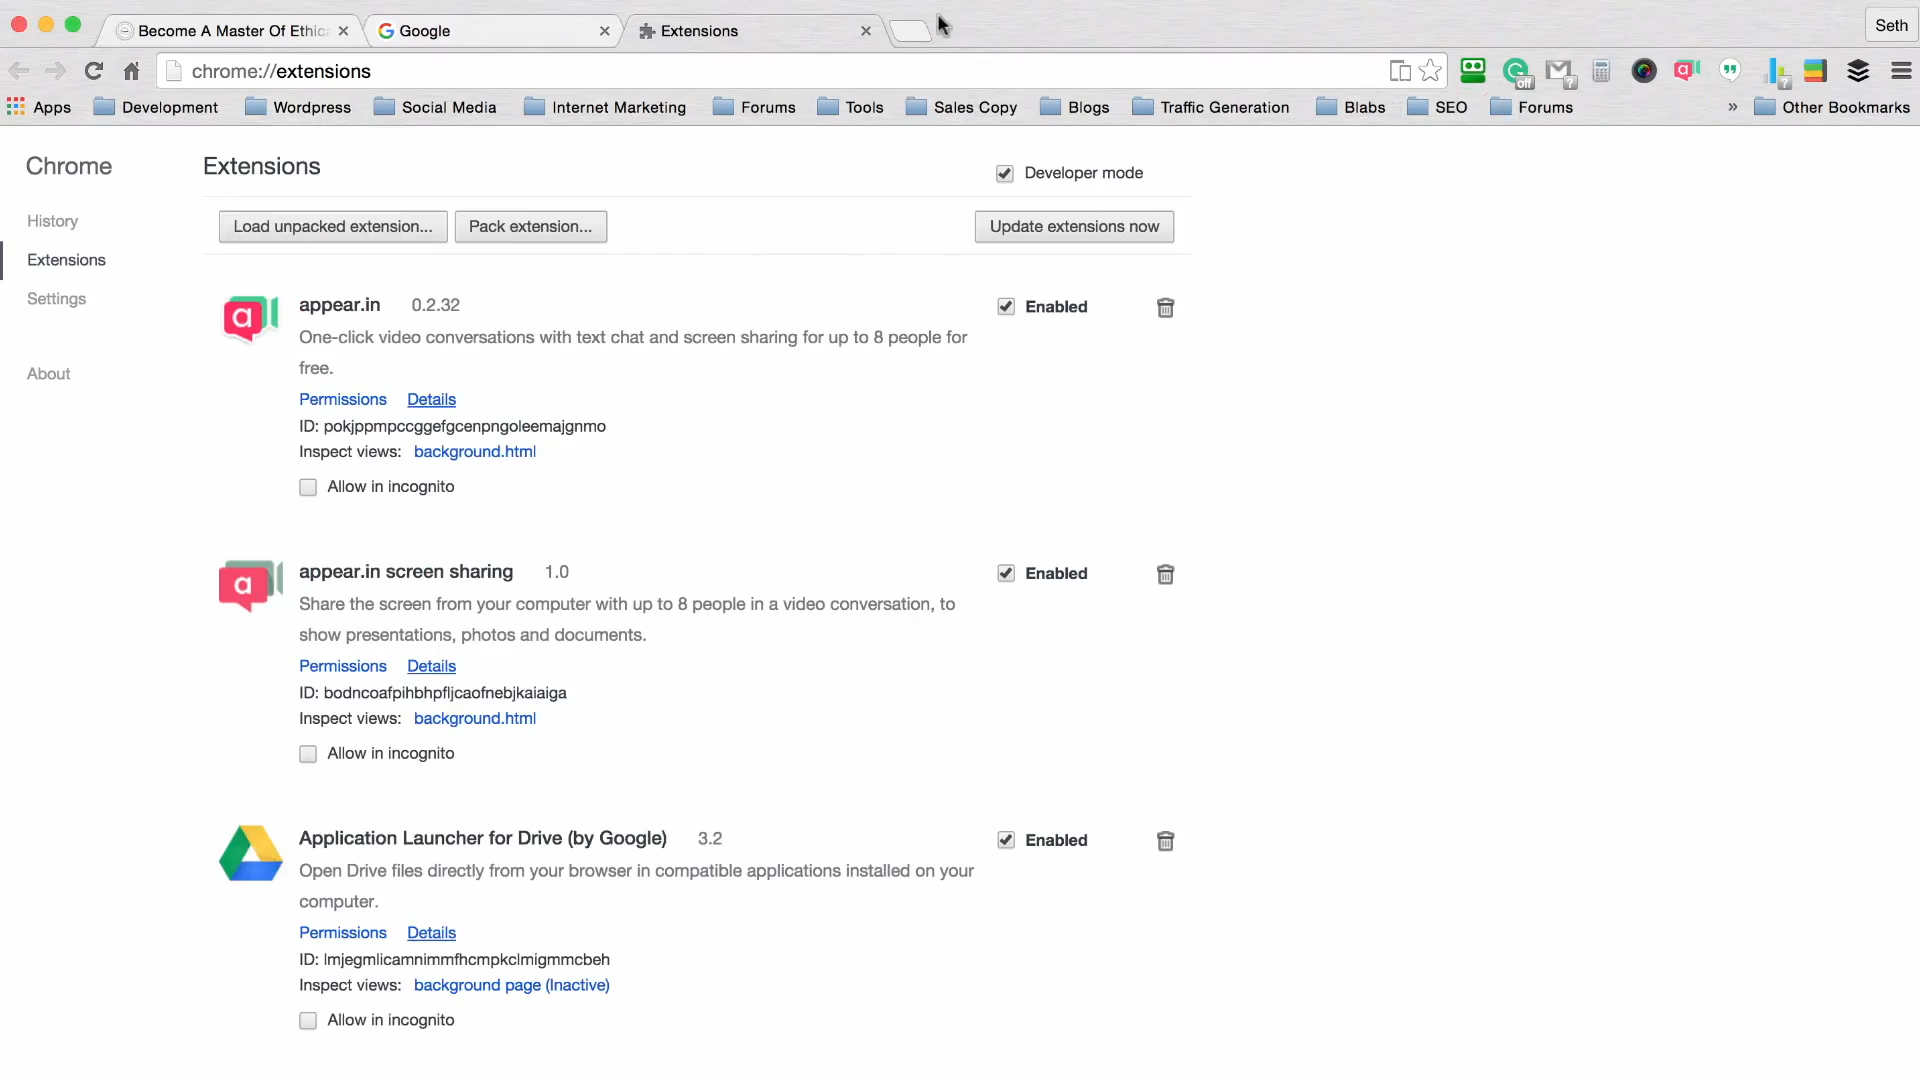 Become A Master Of Ethic
Google
Extensions
Seth
chrome://extensions
off
?
?
Apps
Development
Wordpress
Social Media
Internet Marketing
Forums
Tools
Sales Copy
Blogs
Traffic Generation
Blabs
SEO
Forums
»
Other Bookmarks
Chrome
History
Extensions
Settings
About
Extensions
Developer mode
Load unpacked extension...
Pack extension...
Update extensions now
a
appear.in 0.2.32
Enabled
One-click video conversations with text chat and screen sharing for up to 8 people for
free.
Permissions Details
ID: pokjppmpccggefgcenpngoleemajgnmo
Inspect views: background.html
Allow in incognito
a
appear.in screen sharing 1.0
Enabled
Share the screen from your computer with up to 8 people in a video conversation, to
show presentations, photos and documents.
Permissions Details
ID: bodncoafpihbhpfljcaofnebjkaiaiga
Inspect views: background.html
Allow in incognito
Application Launcher for Drive (by Google) 3.2
Enabled
Open Drive files directly from your browser in compatible applications installed on your
computer.
Permissions Details
ID: lmjegmlicamnimmfhcmpkclmigmmcbeh
Inspect views: background page (Inactive)
Allow in incognito